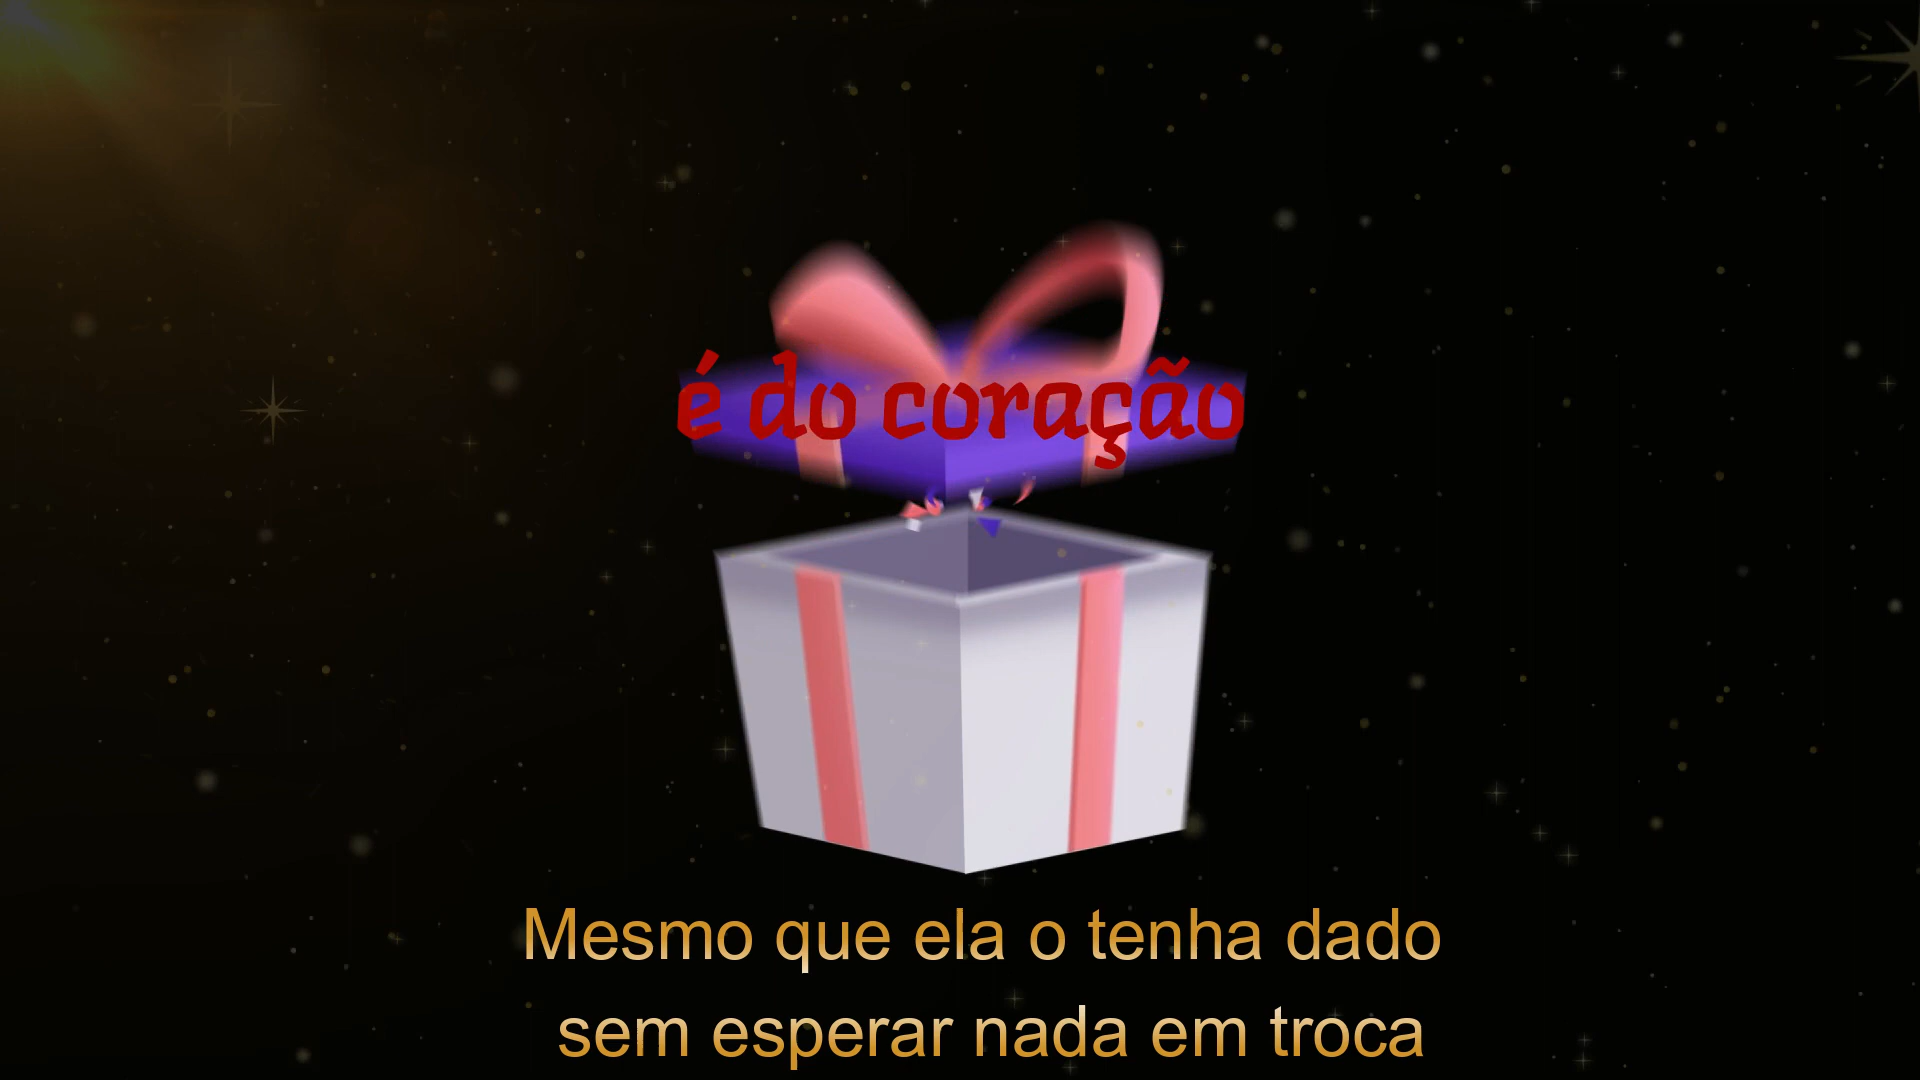 é do coração
Mesmo que ela o tenha dado
sem esperar nada em troca